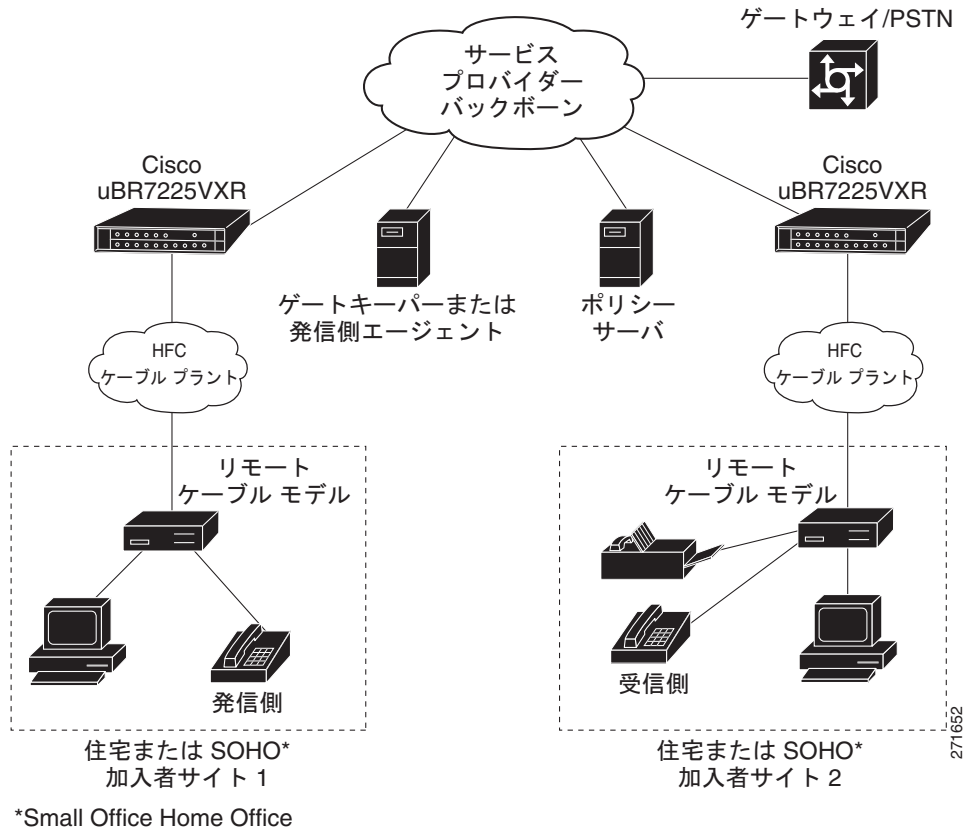 ゲートウェイ/PSTN
サービス
プロバイダー
バックボーン
Cisco
uBR7225VXR
Cisco
uBR7225VXR
ゲートキーパーまたは
発信側エージェント
ポリシー
サーバ
HFC
ケーブル プラント
HFC
ケーブル プラント
リモート
ケーブル モデル
リモート
ケーブル モデル
発信側
受信側
住宅または SOHO*
加入者サイト 1
住宅または SOHO*
加入者サイト 2
271652
*Small Office Home Office